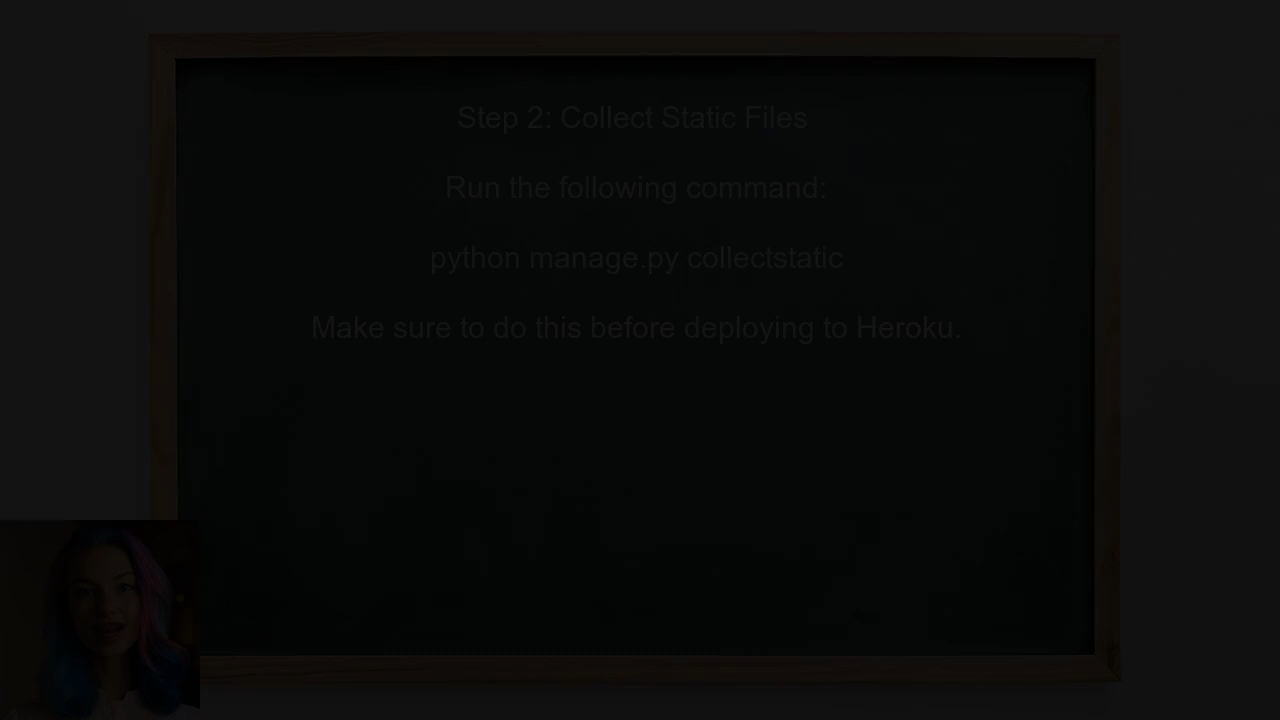 Step 2: Collect Static Files
Run the following command:
python manage.py collectstatic
Make sure to do this before deploying to Heroku.